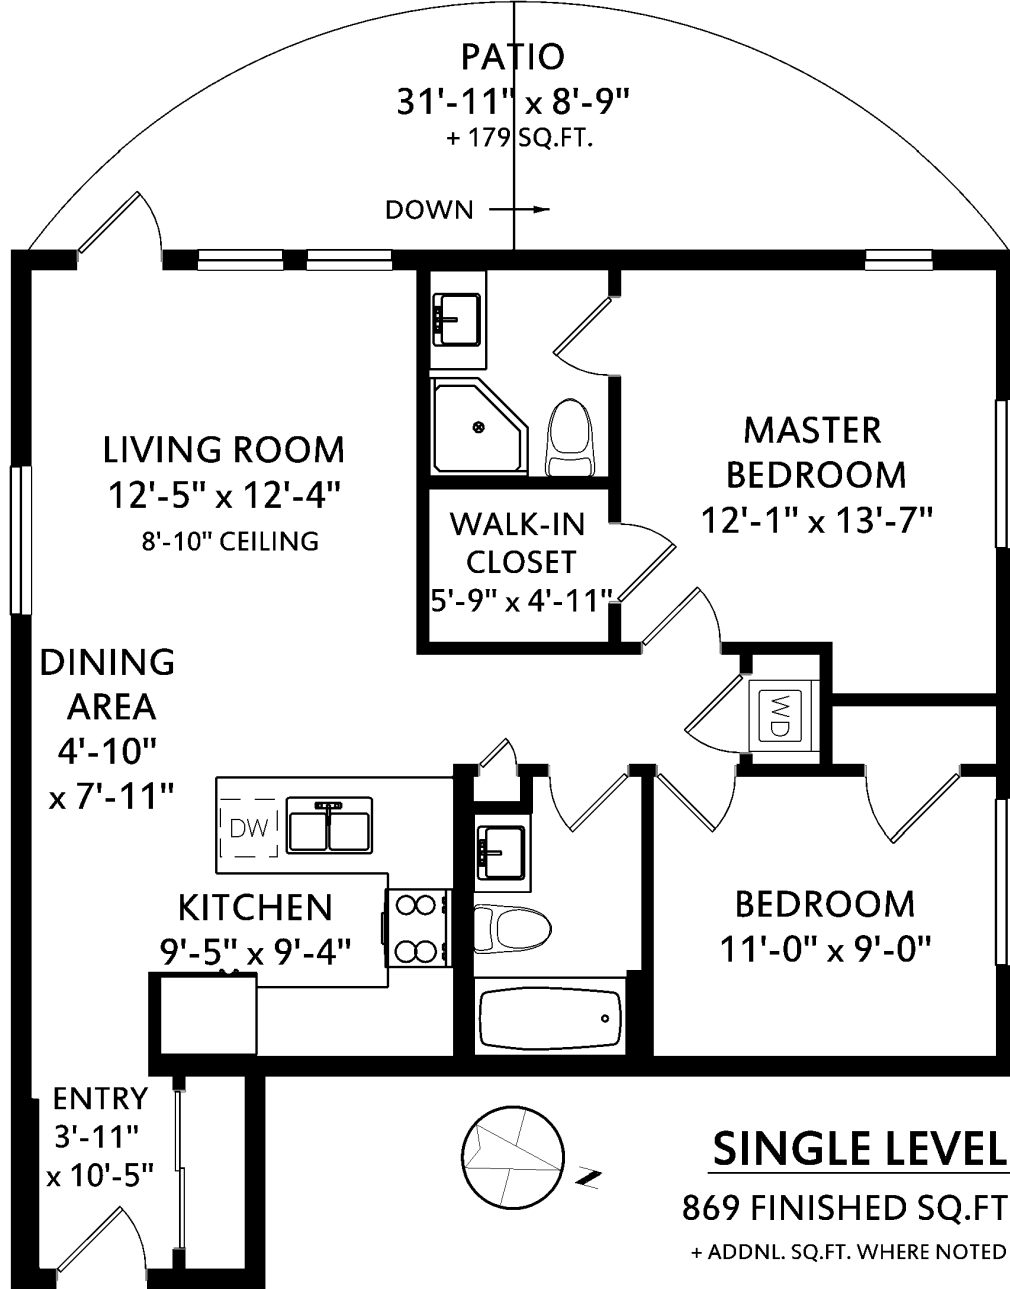 PATIO
31'-11" x 8'-9"
+ 179 SQ.FT.
DOWN
LIVING ROOM
12'-5" x 12'-4"
8'-10" CEILING
MASTER
BEDROOM
12'-1" x 13'-7"
WALK-IN
CLOSET
5'-9" x 4'-11"
DINING
AREA
4'-10"
x 7'-11"
WD
DW
KITCHEN
9'-5" x 9'-4"
BEDROOM
11'-0" x 9'-0"
ENTRY
3'-11"
x 10'-5"
N
SINGLE LEVEL
869 FINISHED SQ.FT
+ ADDNL. SQ.FT. WHERE NOTED